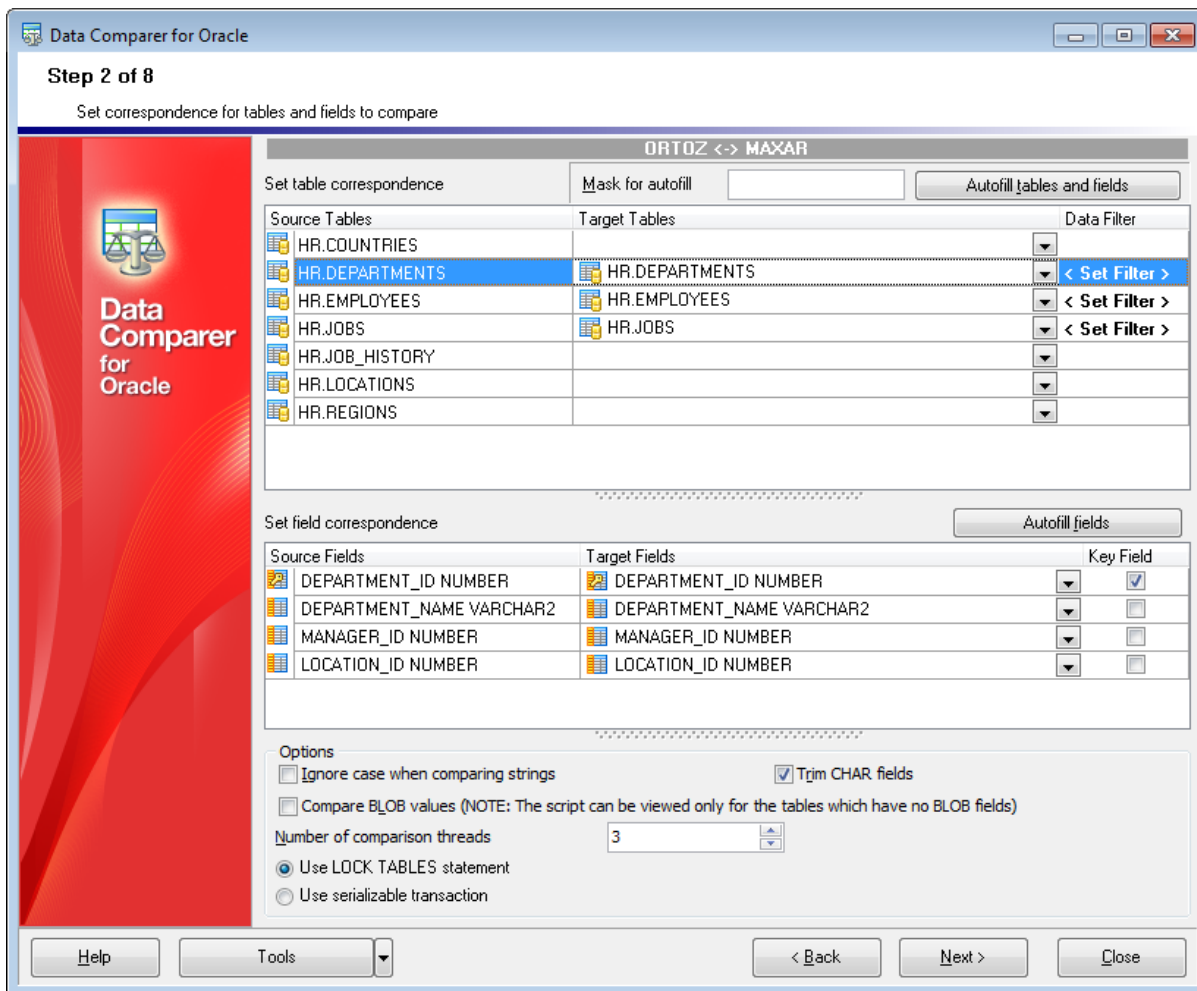 Data Comparer for Oracle
Step 2 of 8
Set correspondence for tables and fields to compare
Data
Comparer
for
Oracle
ORTOZ <-> MAXAR
Set table correspondence Mask for autofill Autofill tables and fields
Source Tables Target Tables Data Filter
HR.COUNTRIES
HR.DEPARTMENTS HR.DEPARTMENTS < Set Filter >
HR.EMPLOYEES HR.EMPLOYEES < Set Filter >
HR.JOBS HR.JOBS < Set Filter >
HR.JOB_HISTORY
HR.LOCATIONS
HR.REGIONS
Set field correspondence Autofill fields
Source Fields Target Fields Key Field
DEPARTMENT_ID NUMBER DEPARTMENT_ID NUMBER
DEPARTMENT_NAME VARCHAR2 DEPARTMENT_NAME VARCHAR2
MANAGER_ID NUMBER MANAGER_ID NUMBER
LOCATION_ID NUMBER LOCATION_ID NUMBER
Options
Ignore case when comparing strings Trim CHAR fields
Compare BLOB values (NOTE: The script can be viewed only for the tables which have no BLOB fields)
Number of comparison threads 3
Use LOCK TABLES statement
Use serializable transaction
Help Tools < Back Next > Close